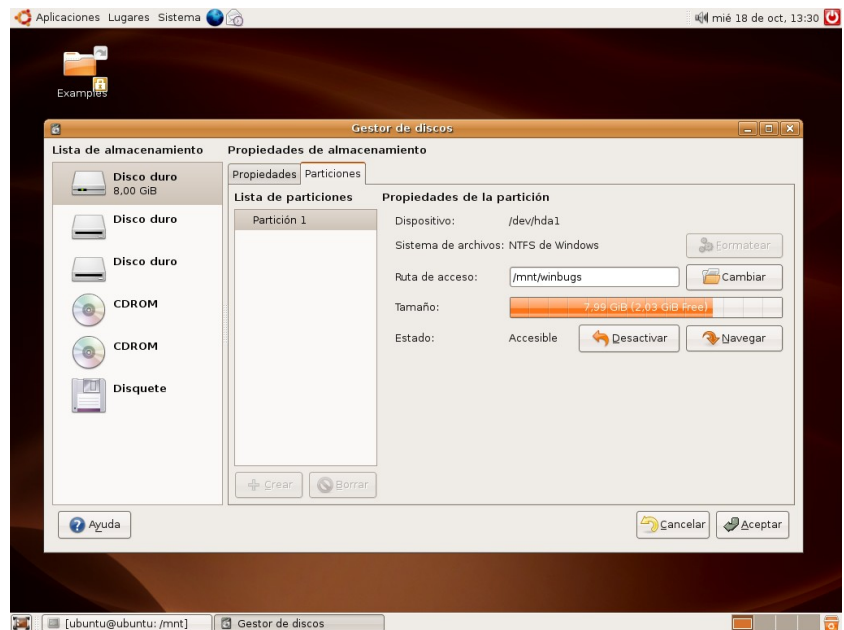 Aplicaciones Lugares Sistema
mié 18 de oct, 13:30
Examples
Gestor de discos
Lista de almacenamiento
Disco duro
8,00 GiB
Disco duro
Disco duro
CDROM
CDROM
Disquete
Propiedades de almacenamiento
Propiedades Particiones
Lista de particiones
Partición 1
Crear Borrar
Propiedades de la partición
Dispositivo: /dev/hda1
Sistema de archivos: NTFS de Windows Formatear
Ruta de acceso: /mnt/winbugs Cambiar
Tamaño: 7,99 GiB (2,03 GiB Free)
Estado: Accesible Desactivar Navegar
Ayuda Cancelar Aceptar
[ubuntu@ubuntu: /mnt] Gestor de discos